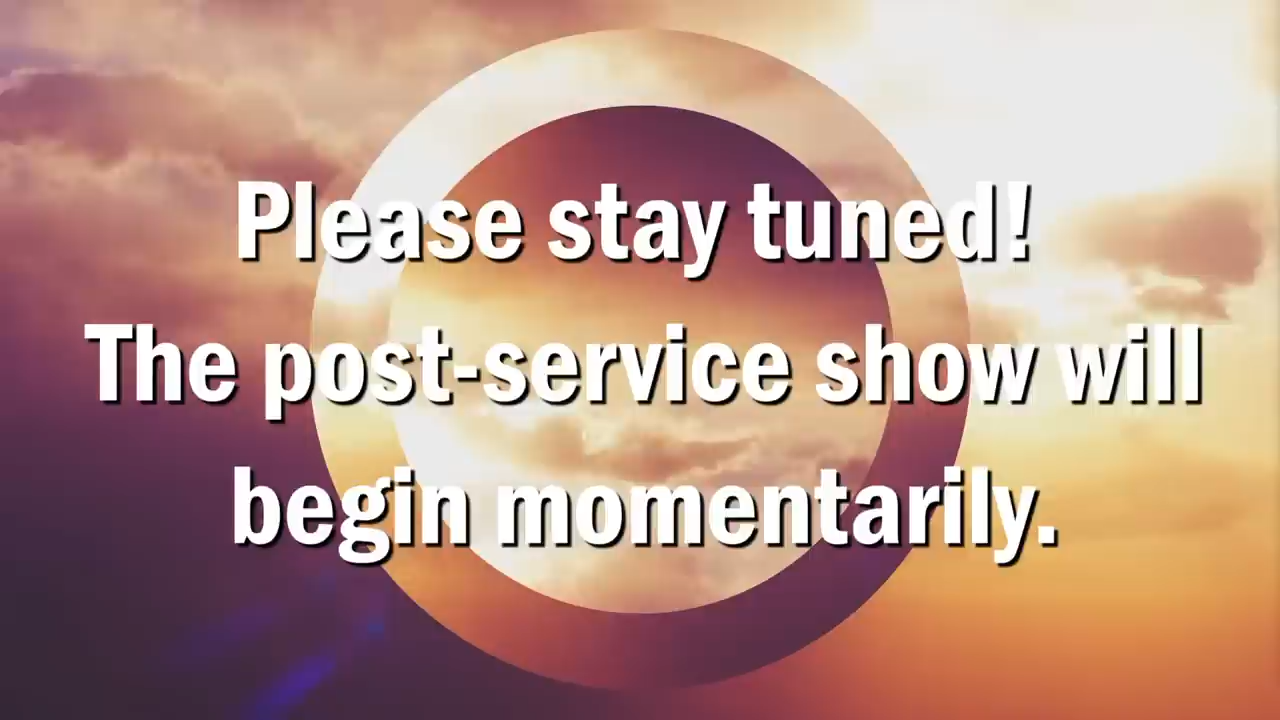 Please stay tuned!
The post-service show will
begin momentarily.